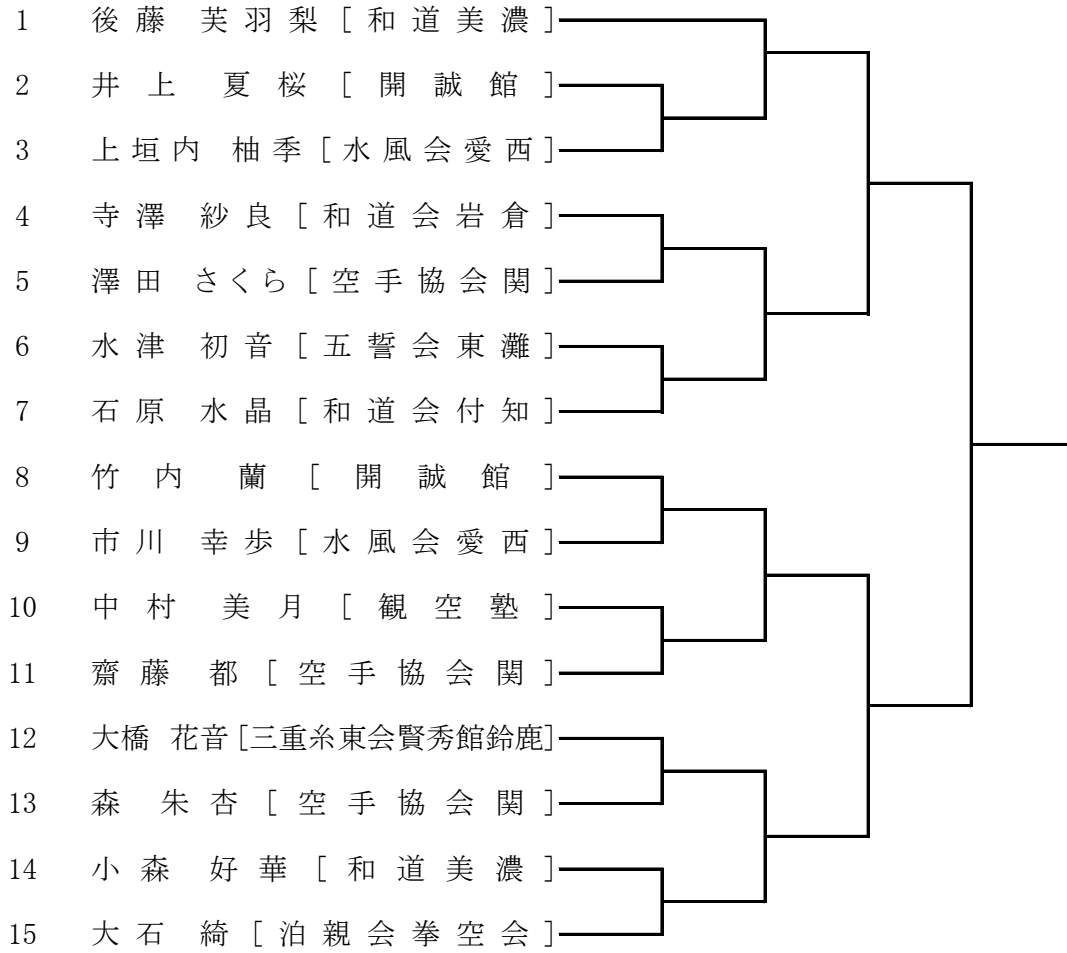 1 後藤 芙羽梨 [和道美濃]
2 井上 夏桜 [開誠館]
3 上垣内 柚季 [水風会愛西]
4 寺澤 紗良 [和道会岩倉]
5 澤田 さくら [空手協会関]
6 水津 初音 [五誓会東灘]
7 石原 水晶 [和道会付知]
8 竹内 蘭 [開誠館]
9 市川 幸歩 [水風会愛西]
10 中村 美月 [観空塾]
11 齋藤 都 [空手協会関]
12 大橋 花音 [三重糸東会賢秀館鈴鹿]
13 森 朱杏 [空手協会関]
14 小森 好華 [和道美濃]
15 大石 綺 [泊親会拳空会]